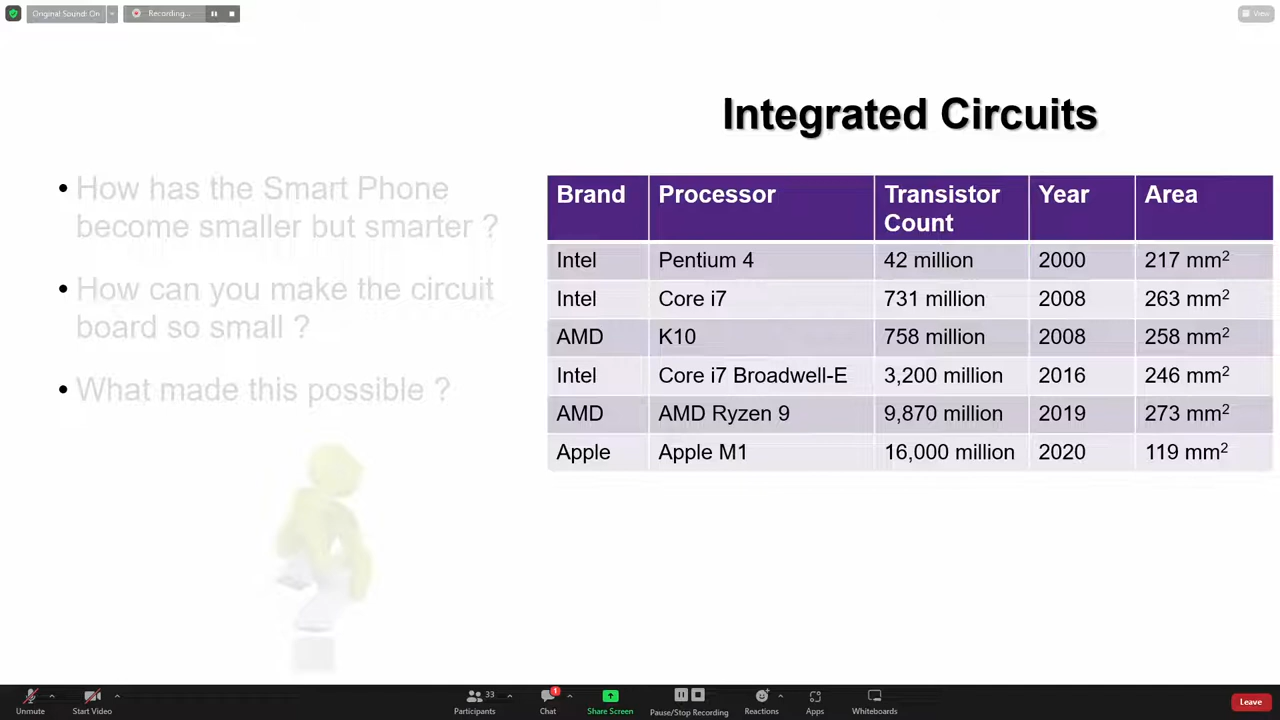 Original Sound: On
Recording...
View
Integrated Circuits
• How has the Smart Phone
become smaller but smarter ?
• How can you make the circuit
board so small ?
• What made this possible ?
Brand Processor Transistor Count Year Area
Intel Pentium 4 42 million 2000 217 mm²
Intel Core i7 731 million 2008 263 mm²
AMD K10 758 million 2008 258 mm²
Intel Core i7 Broadwell-E 3,200 million 2016 246 mm²
AMD AMD Ryzen 9 9,870 million 2019 273 mm²
Apple Apple M1 16,000 million 2020 119 mm²
Unmute
Start Video
33
Participants
1
Chat
Share Screen
Pause/Stop Recording
Reactions
Apps
Whiteboards
Leave